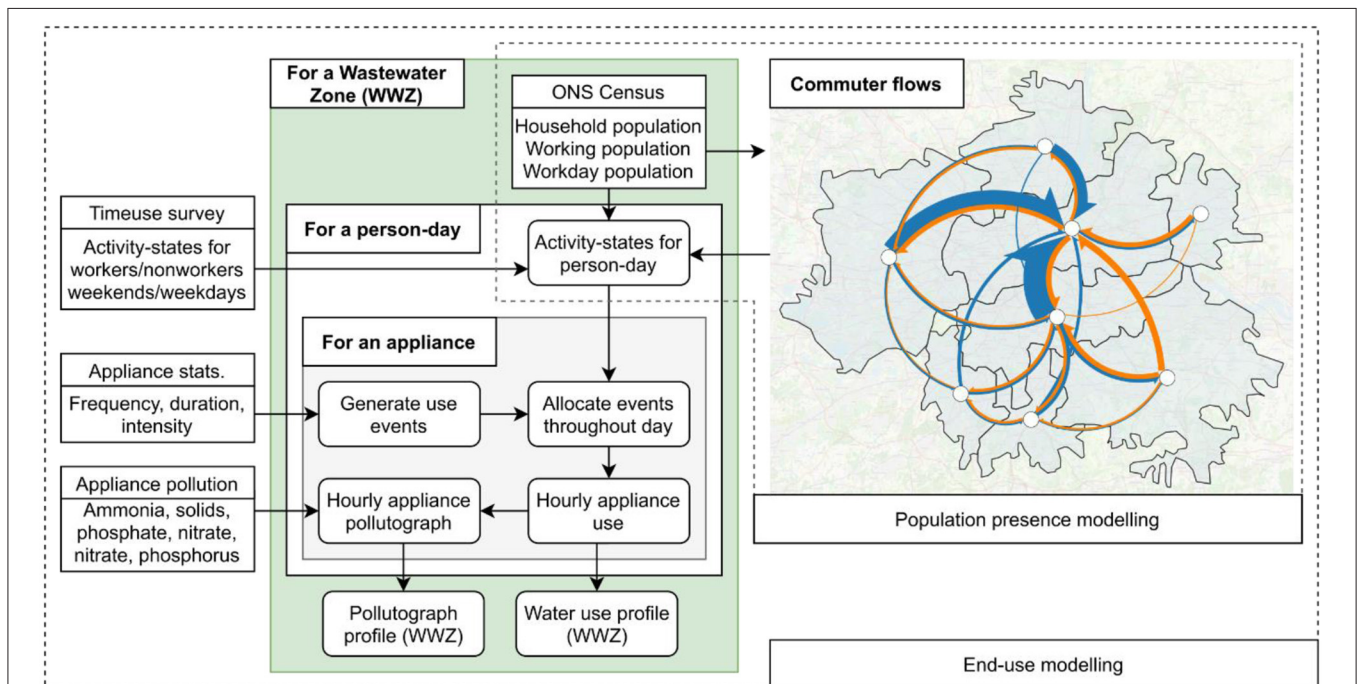 For a Wastewater
Zone (WWZ)
ONS Census
Household population
Working population
Workday population
Commuter flows
Timeuse survey
Activity-states for
workers/nonworkers
weekends/weekdays
For a person-day
Activity-states for
person-day
For an appliance
Appliance stats.
Frequency, duration,
intensity
Generate use
events
Allocate events
throughout day
Appliance pollution
Ammonia, solids,
phosphate, nitrate,
nitrate, phosphorus
Hourly appliance
pollutograph
Hourly appliance
use
Population presence modelling
Pollutograph
profile (WWZ)
Water use profile
(WWZ)
End-use modelling